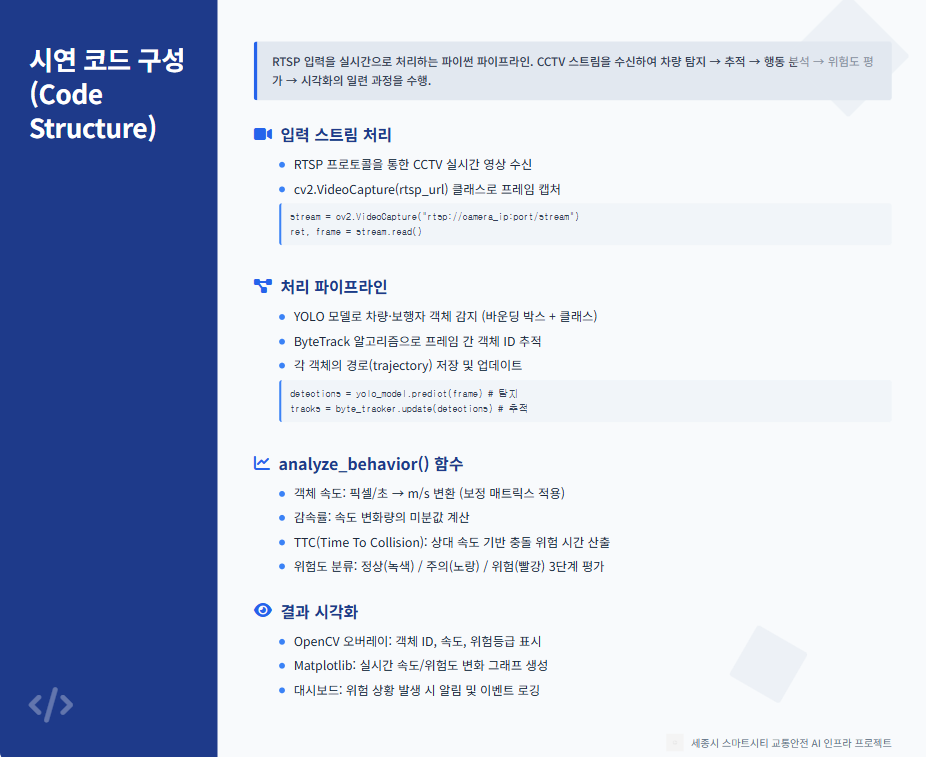 시연 코드 구성
(Code
Structure)
RTSP 입력을 실시간으로 처리하는 파이썬 파이프라인. CCTV 스트림을 수신하여 차량 탐지 → 추적 → 행동 분석 → 위험도 평
가 → 시각화의 일련 과정을 수행.
입력 스트림 처리
RTSP 프로토콜을 통한 CCTV 실시간 영상 수신
cv2.VideoCapture(rtsp_url) 클래스로 프레임 캡처
stream = cv2.VideoCapture("rtsp://camera_ip:port/stream")
ret, frame = stream.read()
처리 파이프라인
YOLO 모델로 차량·보행자 객체 감지 (바운딩 박스 + 클래스)
ByteTrack 알고리즘으로 프레임 간 객체 ID 추적
각 객체의 경로(trajectory) 저장 및 업데이트
detections = yolo_model.predict(frame) # 탐지
tracks = byte_tracker.update(detections) # 추적
analyze_behavior() 함수
객체 속도: 픽셀/초 → m/s 변환 (보정 매트릭스 적용)
감속률: 속도 변화량의 미분값 계산
TTC(Time To Collision): 상대 속도 기반 충돌 위험 시간 산출
위험도 분류: 정상(녹색) / 주의(노랑) / 위험(빨강) 3단계 평가
결과 시각화
OpenCV 오버레이: 객체 ID, 속도, 위험등급 표시
Matplotlib: 실시간 속도/위험도 변화 그래프 생성
대시보드: 위험 상황 발생 시 알림 및 이벤트 로깅
</>
세종시 스마트시티 교통안전 AI 인프라 프로젝트